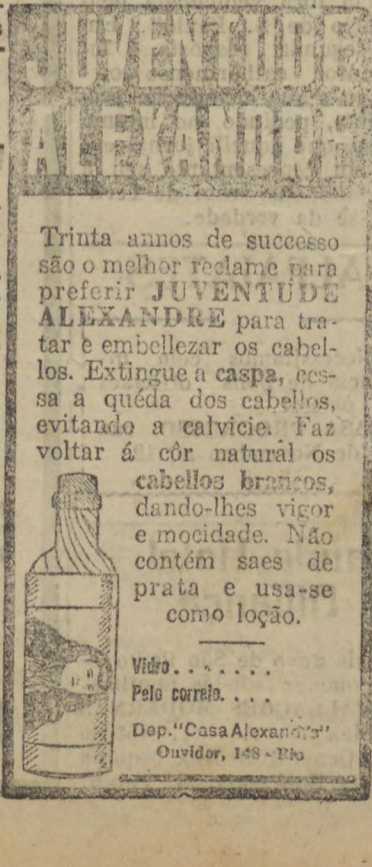 JUVENTUDE
ALEXANDRE
Trinta annos de successo
são o melhor reclame para
preferir JUVENTUDE
ALEXANDRE para tra-
tar e embellezar os cabel-
los. Extingue a caspa, ces-
sa a quéda dos cabellos,
evitando a calvicie. Faz
voltar á côr natural os
cabellos brancos,
dando-lhes vigor
e mocidade. Não
contém saes de
prata e usa-se
como loção.
Vidro. . . . . . .
Pelo correio. . . .
Dep. "Casa Alexandre"
Ouvidor, 148 - Rio